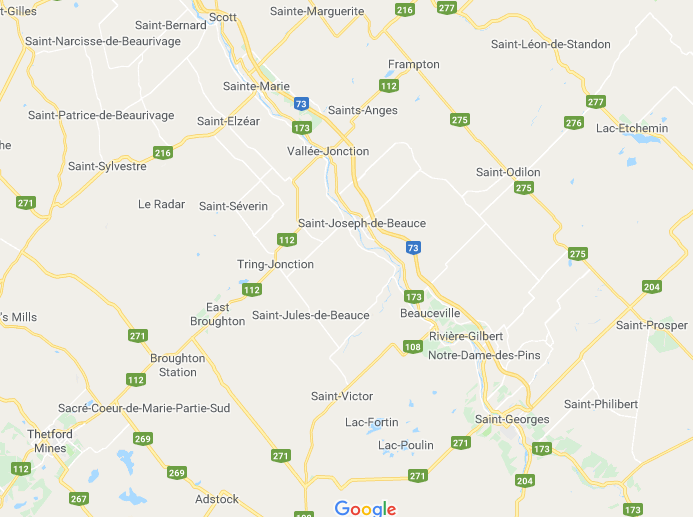 Sainte-Marguerite
216
277
t-Gilles
Scott
Saint-Bernard
Saint-Narcisse-de-Beaurivage
Saint-Léon-de-Standon
Frampton
Sainte-Marie
112
73
277
Saint-Patrice-de-Beaurivage
Saints-Anges
Saint-Elzéar
173
275
276
Lac-Etchemin
he
216
Vallée-Jonction
Saint-Sylvestre
Saint-Odilon
275
271
Le Radar
Saint-Séverin
Saint-Joseph-de-Beauce
112
73
275
Tring-Jonction
112
204
173
East
Broughton
Saint-Jules-de-Beauce
Beauceville
's Mills
Saint-Prosper
271
Rivière-Gilbert
108
Broughton
Station
Notre-Dame-des-Pins
112
Saint-Victor
Sacré-Coeur-de-Marie-Partie-Sud
Saint-Philibert
Lac-Fortin
Saint-Georges
Thetford
Mines
269
Lac-Poulin
271
173
271
112
269
271
204
267
Adstock
108
Google
173